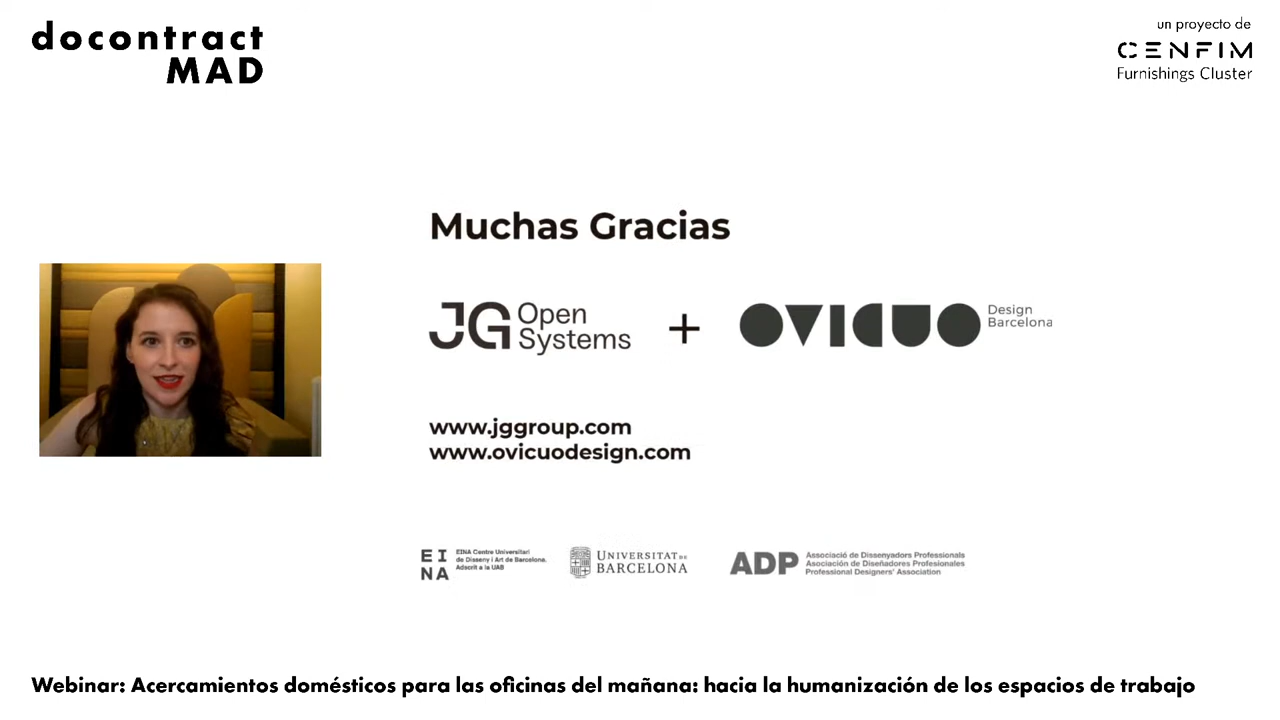 docontract
MAD
un proyecto de
CENFIM
Furnishings Cluster
Muchas Gracias
JG Open Systems + OVICUO Design Barcelona
www.jggroup.com
www.ovicuodesign.com
EINA
EINA Centre Universitari
de Disseny i Art de Barcelona.
Adscrit a la UAB
UNIVERSITAT DE
BARCELONA
ADP
Associació de Dissenyadors Professionals
Asociación de Diseñadores Profesionales
Professional Designers' Association
Webinar: Acercamientos domésticos para las oficinas del mañana: hacia la humanización de los espacios de trabajo